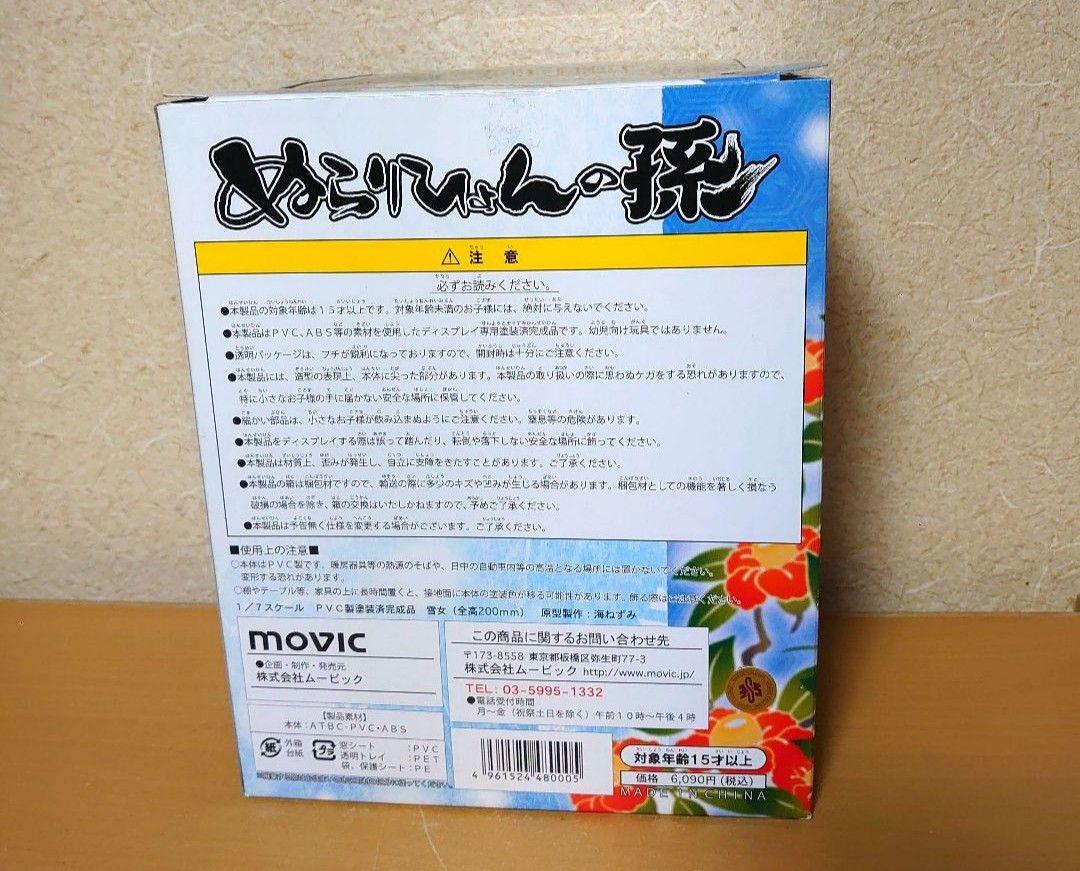 ぬらりひょんの孫
⚠注意
必ずお読みください。
●本製品の対象年齢は15才以上です。対象年齢未満のお子様には、絶対に与えないでください。
●本製品はPVC、ABS等の素材を使用したディスプレイ専用塗装済完成品です。幼児向け玩具ではありません。
●透明パッケージは、フチが鋭利になっておりますので、開封時は十分にご注意ください。
●本製品には、造型の表現上、本体に尖った部分があります。本製品の取り扱いの際に思わぬケガをする恐れがありますので、
特に小さなお子様の手に届かない安全な場所に保管してください。
●細かい部品は、小さなお子様が飲み込まぬようにご注意ください。窒息等の危険があります。
●本製品をディスプレイする際は誤って踏んだり、転倒や落下しない安全な場所に飾ってください。
●本製品は材質上、歪みが発生し、自立に支障をきたすことがあります。ご了承ください。
●本製品の箱は梱包材ですので、輸送の際に多少のキズや凹みが生じる場合があります。梱包材としての機能を著しく損なう
破損の場合を除き、箱の交換はいたしかねますので、予めご了承ください。
●本製品は予告無く仕様を変更する場合がございます。ご了承ください。
■使用上の注意■
○本体はPVC製です。暖房器具等の熱源のそばや、日中の自動車内等の高温となる場所には置かないでください。
変形する恐れがあります。
○棚やテーブル等、家具の上に長時間置くと、接地面に本体の塗装色が移る可能性があります。飾る際はご注意ください。
1/7スケール PVC製塗装済完成品 雪女(全高200mm) 原型製作:海ねずみ
movic
●企画・制作・発売元
株式会社ムービック
この商品に関するお問い合わせ先
〒173-8558 東京都板橋区弥生町77-3
株式会社ムービック http://www.movic.jp/
TEL: 03-5995-1332
●電話受付時間
月〜金(祝祭土日を除く)午前10時〜午後4時
【製品素材】
本体:ATBC-PVC・ABS
紙 外箱
台紙
プラ 窓シート :PVC
透明トレイ :PET
袋、保護シート:PE
4 961524 480005
対象年齢15才以上
価格 6,090円(税込)
MADE IN CHINA